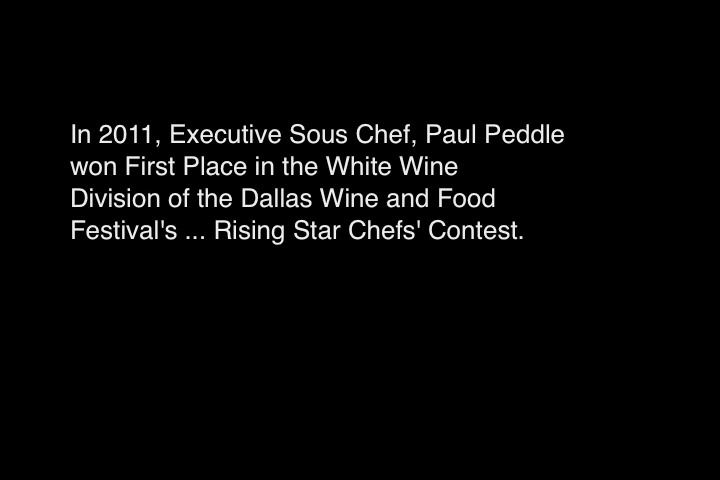 In 2011, Executive Sous Chef, Paul Peddle
won First Place in the White Wine
Division of the Dallas Wine and Food
Festival's ... Rising Star Chefs' Contest.